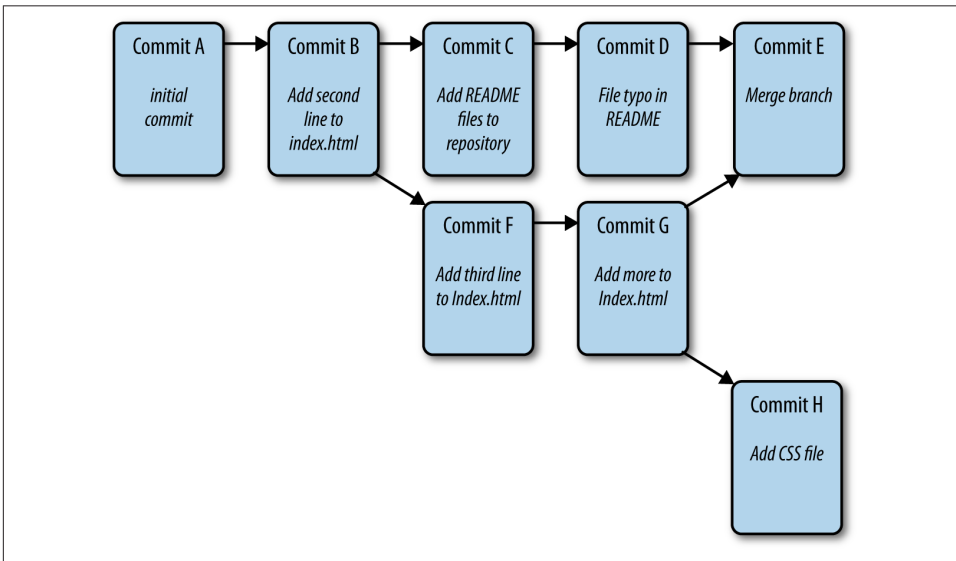 Commit A
initial
commit
Commit B
Add second
line to
index.html
Commit C
Add README
files to
repository
Commit D
File typo in
README
Commit E
Merge branch
Commit F
Add third line
to Index.html
Commit G
Add more to
Index.html
Commit H
Add CSS file